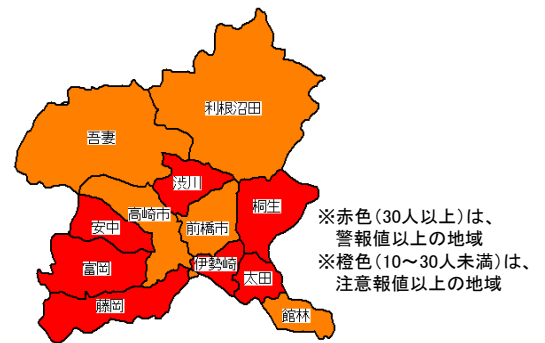 利根沼田
吾妻
渋川
桐生
高崎市
前橋市
安中
伊勢崎
富岡
太田
藤岡
館林
※赤色(30人以上)は、
警報値以上の地域
※橙色(10~30人未満)は、
注意報値以上の地域